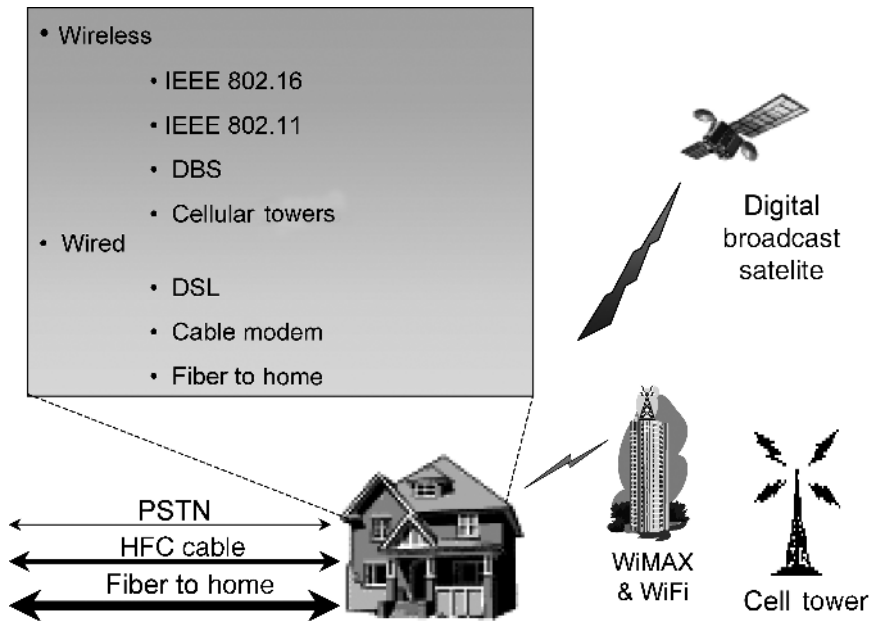 • Wireless
• IEEE 802.16
• IEEE 802.11
• DBS
• Cellular towers
• Wired
• DSL
• Cable modem
• Fiber to home
Digital
broadcast
satelite
PSTN
HFC cable
Fiber to home
WiMAX
& WiFi
Cell tower